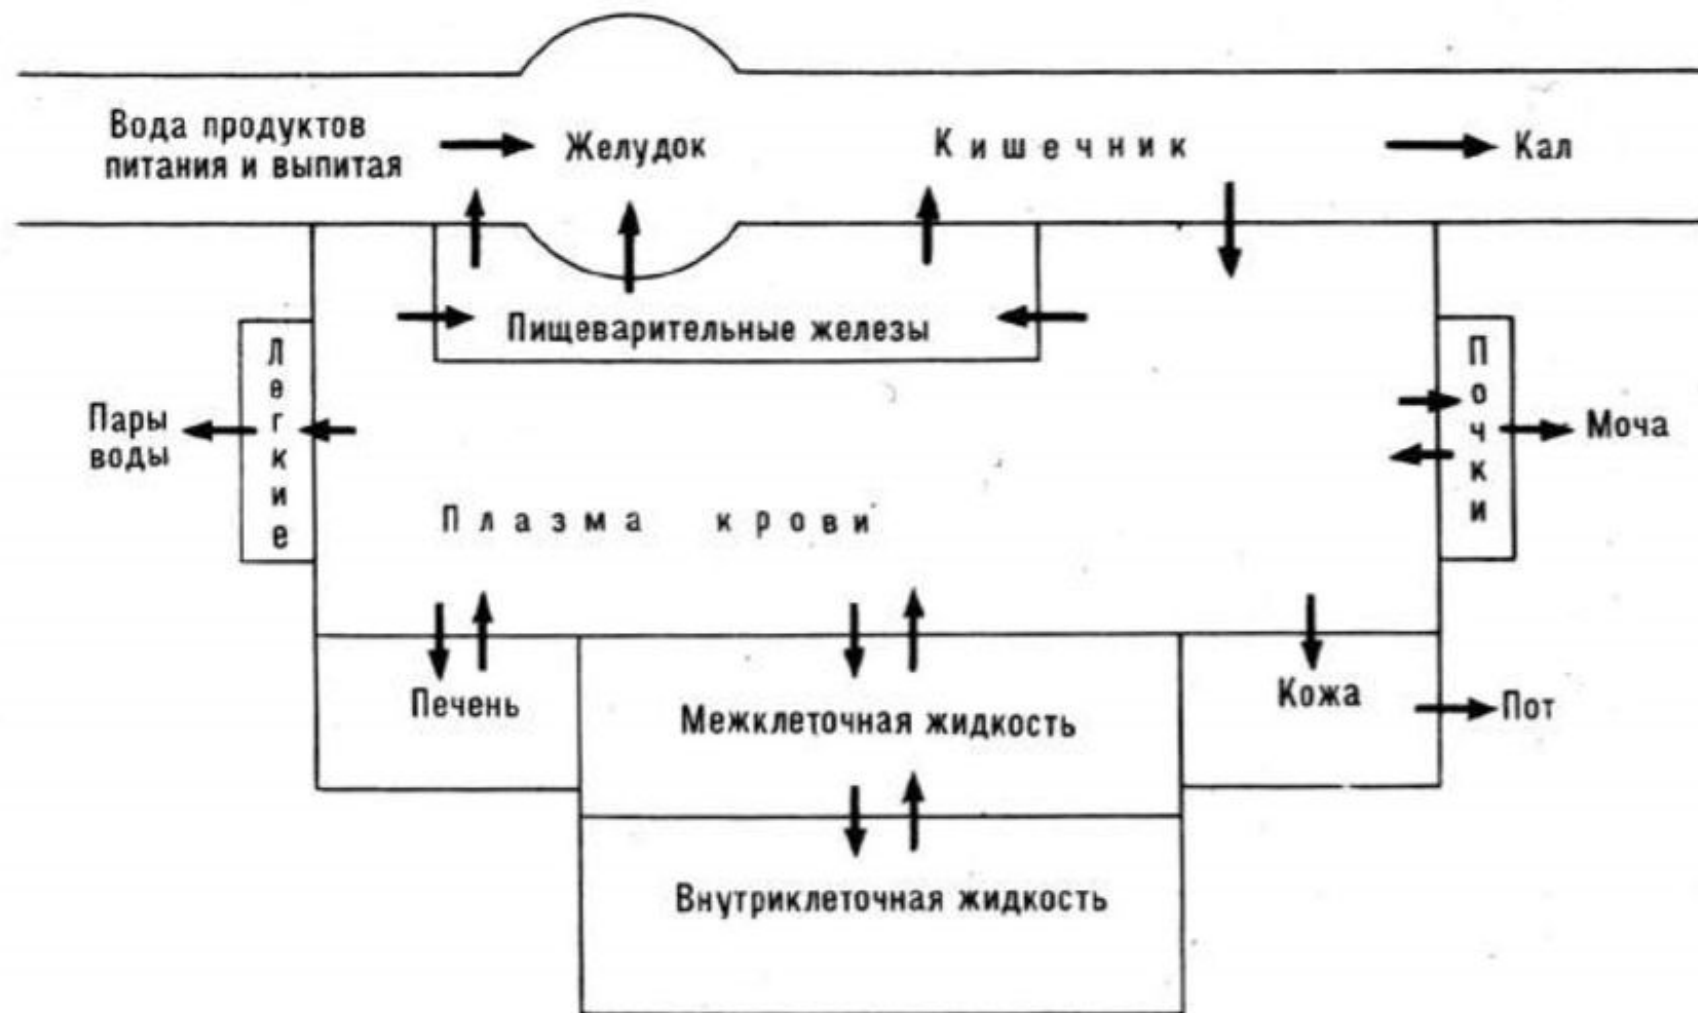 Вода продуктов
питания и выпитая
Желудок
Кишечник
Кал
Пищеварительные железы
Легкие
Почки
Пары
воды
Моча
Плазма крови
Печень
Межклеточная жидкость
Кожа
Пот
Внутриклеточная жидкость